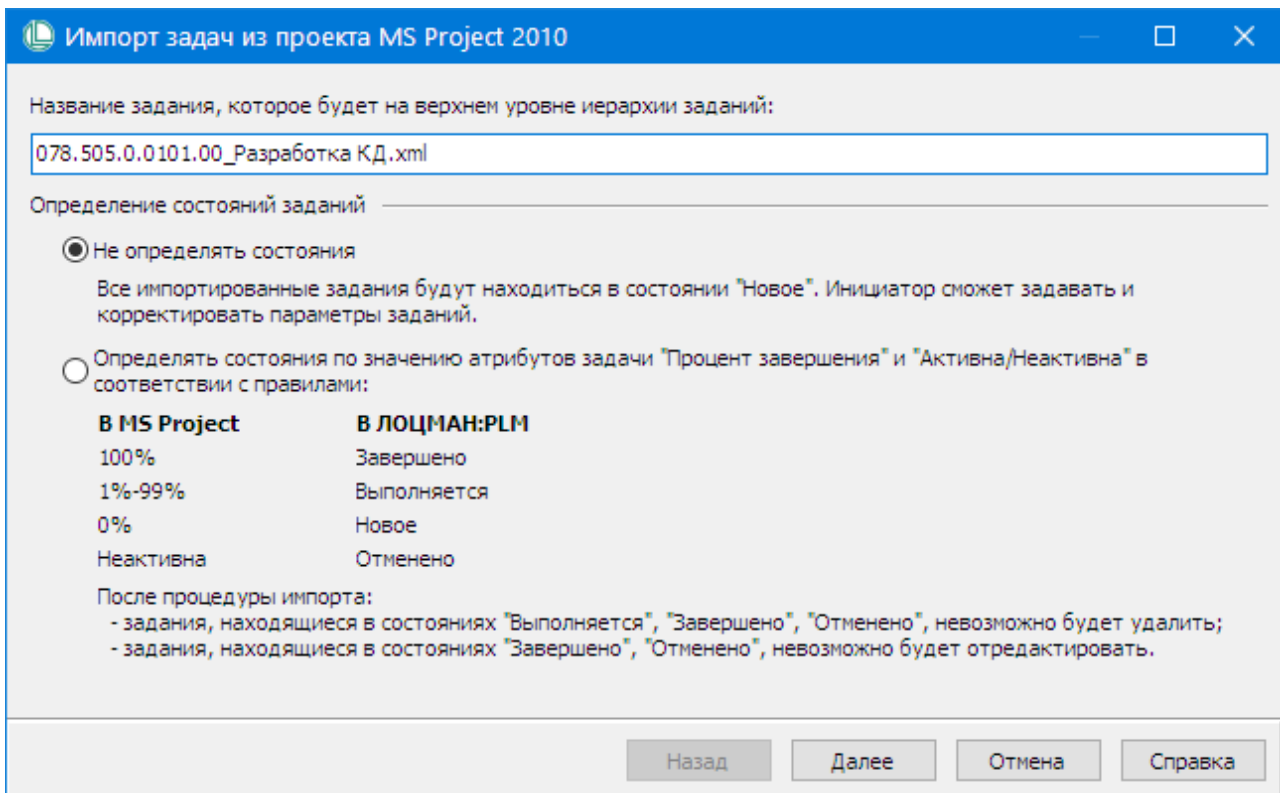 Импорт задач из проекта MS Project 2010
Название задания, которое будет на верхнем уровне иерархии заданий:
078.505.0.0101.00_Разработка КД.xml
Определение состояний заданий
Не определять состояния
Все импортированные задания будут находиться в состоянии "Новое". Инициатор сможет задавать и
корректировать параметры заданий.
Определять состояния по значению атрибутов задачи "Процент завершения" и "Активна/Неактивна" в
соответствии с правилами:
В MS Project В ЛОЦМАН:PLM
100% Завершено
1%-99% Выполняется
0% Новое
Неактивна Отменено
После процедуры импорта:
- задания, находящиеся в состояниях "Выполняется", "Завершено", "Отменено", невозможно будет удалить;
- задания, находящиеся в состояниях "Завершено", "Отменено", невозможно будет отредактировать.
Назад Далее Отмена Справка